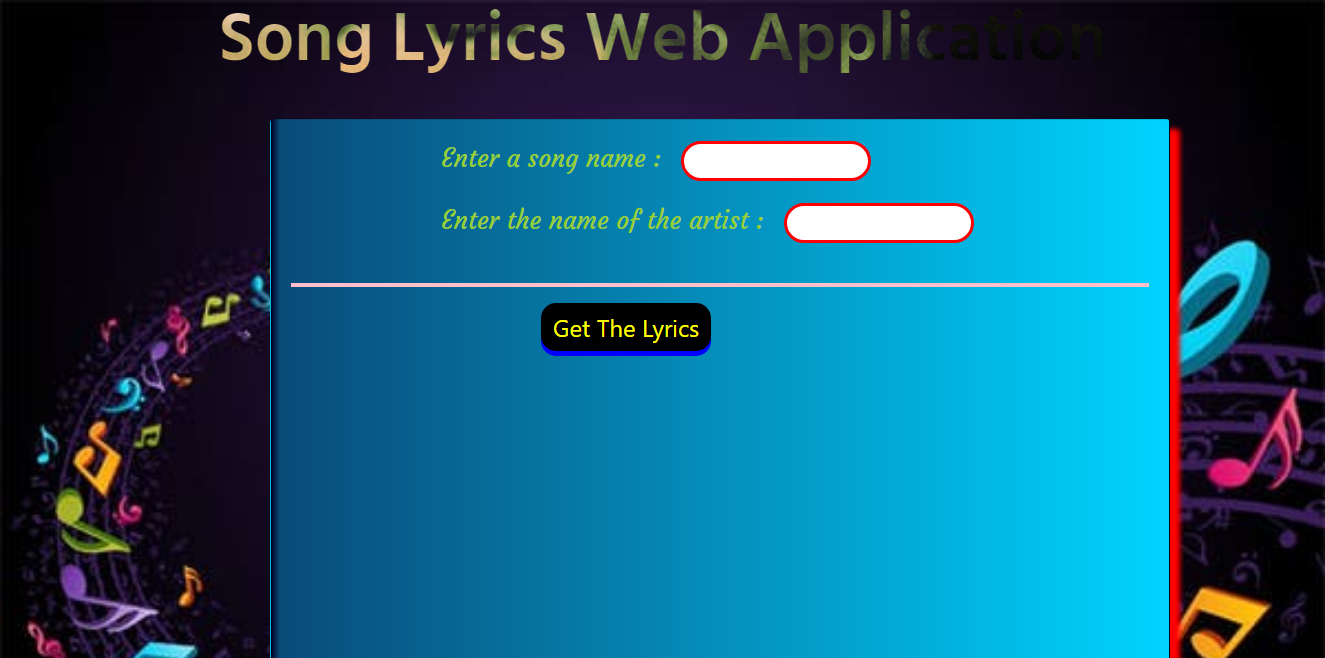 Song Lyrics Web Application
Enter a song name :
Enter the name of the artist :
Get The Lyrics